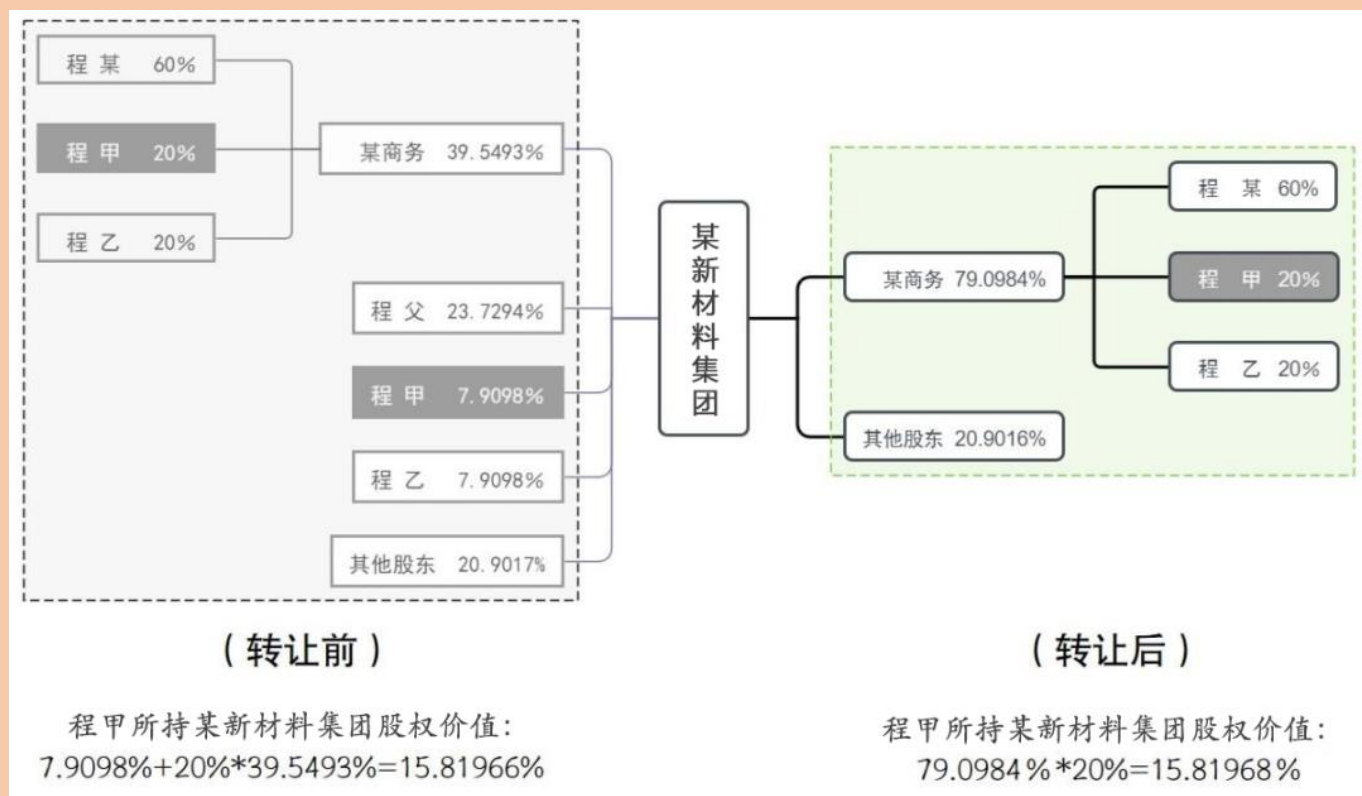 程 某 60%
程 甲 20%
程 乙 20%
某商务 39.5493%
程 父 23.7294%
程 甲 7.9098%
程 乙 7.9098%
其他股东 20.9017%
某新材料集团
某商务 79.0984%
其他股东 20.9016%
程 某 60%
程 甲 20%
程 乙 20%
（转让前）
程甲所持某新材料集团股权价值：
7.9098%+20%*39.5493%=15.81966%
（转让后）
程甲所持某新材料集团股权价值：
79.0984%*20%=15.81968%